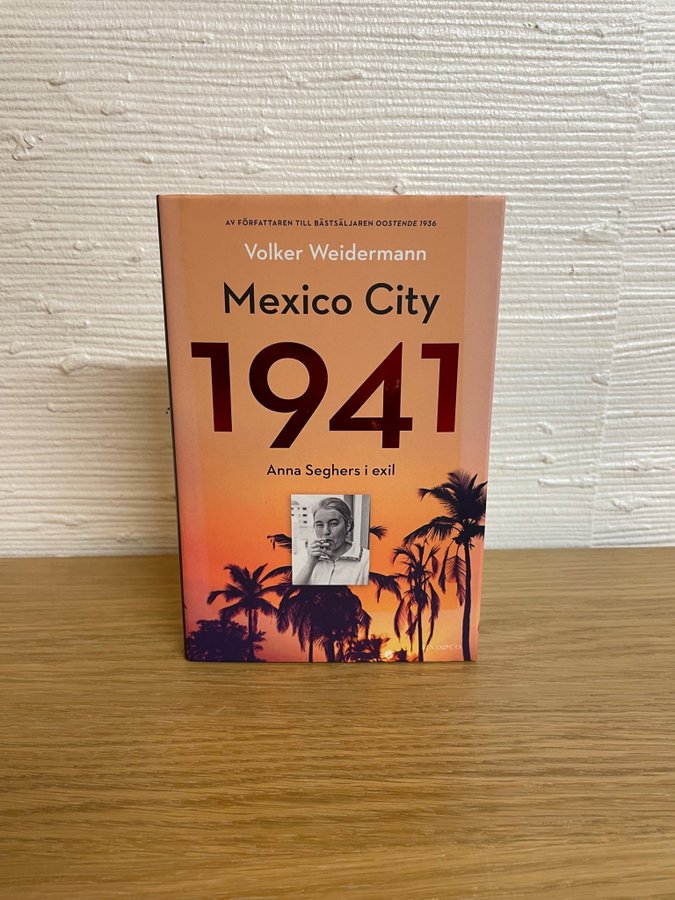 AV FÖRFATTAREN TILL BÄSTSÄLJAREN OOSTENDE 1936
Volker Weidermann
Mexico City
1941
Anna Seghers i exil